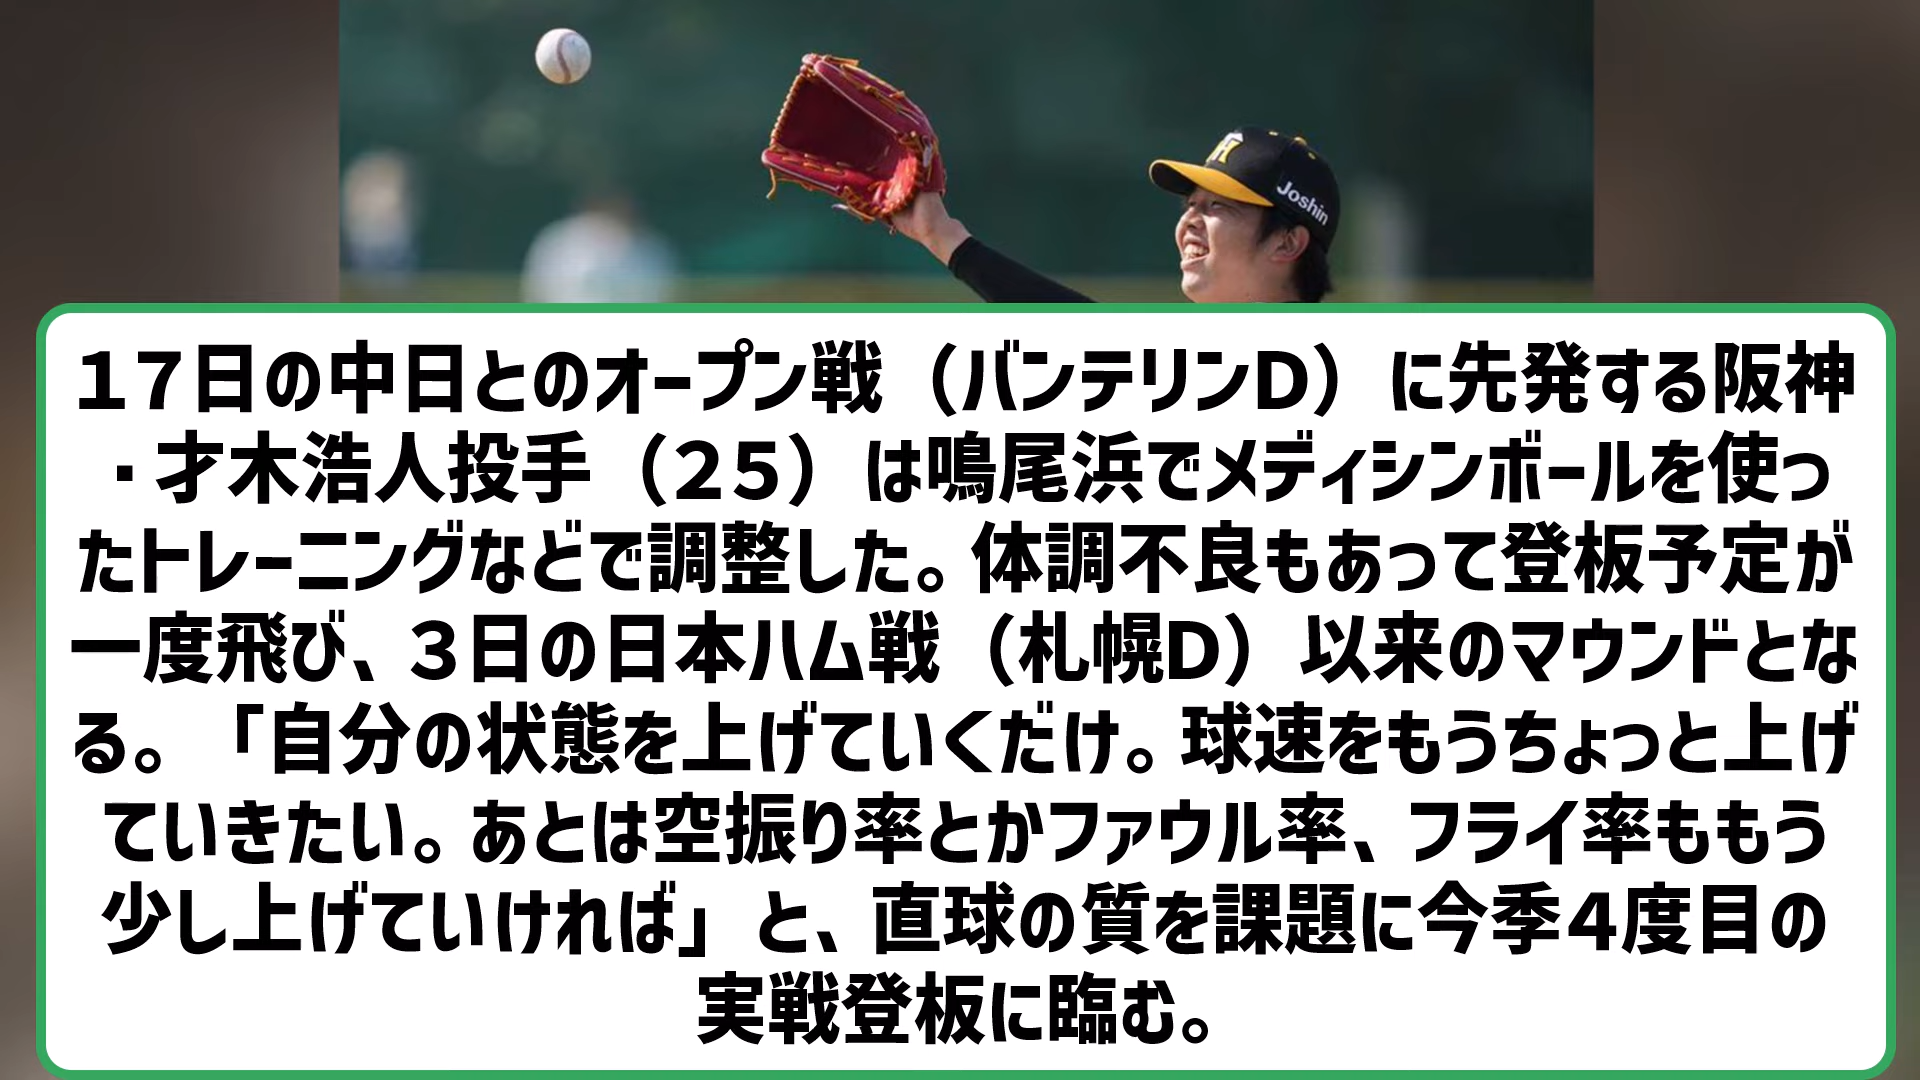 H
Joshin
１７日の中日とのオープン戦（バンテリンＤ）に先発する阪神
・才木浩人投手（２５）は鳴尾浜でメディシンボールを使っ
たトレーニングなどで調整した。体調不良もあって登板予定が
一度飛び、３日の日本ハム戦（札幌Ｄ）以来のマウンドとな
る。「自分の状態を上げていくだけ。球速をもうちょっと上げ
ていきたい。あとは空振り率とかファウル率、フライ率ももう
少し上げていければ」と、直球の質を課題に今季４度目の
実戦登板に臨む。